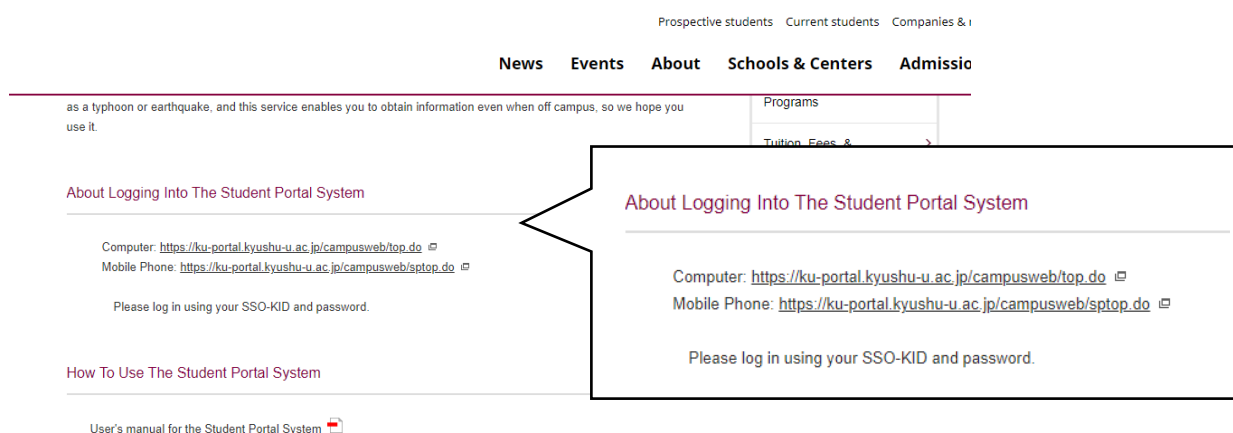 Prospective students Current students Companies &
News Events About Schools & Centers Admissio
as a typhoon or earthquake, and this service enables you to obtain information even when off campus, so we hope you
use it.
Programs
Tuition, Fees, &
About Logging Into The Student Portal System
Computer: https://ku-portal.kyushu-u.ac.jp/campusweb/top.do
Mobile Phone: https://ku-portal.kyushu-u.ac.jp/campusweb/sptop.do
Please log in using your SSO-KID and password.
How To Use The Student Portal System
User's manual for the Student Portal System
About Logging Into The Student Portal System
Computer: https://ku-portal.kyushu-u.ac.jp/campusweb/top.do
Mobile Phone: https://ku-portal.kyushu-u.ac.jp/campusweb/sptop.do
Please log in using your SSO-KID and password.